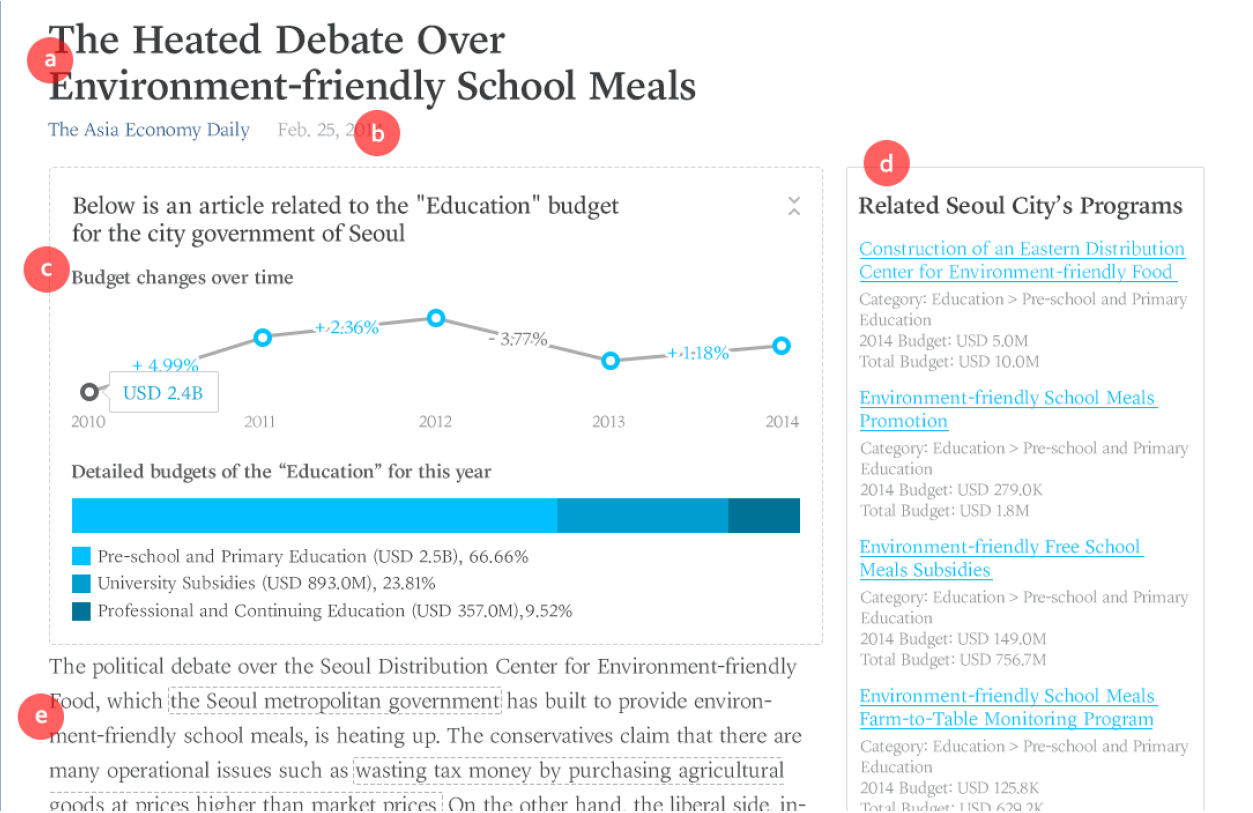 The Heated Debate Over
Environment-friendly School Meals
a
The Asia Economy Daily Feb. 25, 2014
b
Below is an article related to the "Education" budget
for the city government of Seoul
c
Budget changes over time
+ 4.99%
+ 2.36%
- 3.77%
+ 1.18%
USD 2.4B
2010 2011 2012 2013 2014
Detailed budgets of the “Education” for this year
Pre-school and Primary Education (USD 2.5B), 66.66%
University Subsidies (USD 893.0M), 23.81%
Professional and Continuing Education (USD 357.0M),9.52%
The political debate over the Seoul Distribution Center for Environment-friendly
Food, which the Seoul metropolitan government has built to provide environ-
e
ment-friendly school meals, is heating up. The conservatives claim that there are
many operational issues such as wasting tax money by purchasing agricultural
goods at prices higher than market prices On the other hand, the liberal side, in-
d
Related Seoul City’s Programs
Construction of an Eastern Distribution
Center for Environment-friendly Food
Category: Education > Pre-school and Primary
Education
2014 Budget: USD 5.0M
Total Budget: USD 10.0M
Environment-friendly School Meals
Promotion
Category: Education > Pre-school and Primary
Education
2014 Budget: USD 279.0K
Total Budget: USD 1.8M
Environment-friendly Free School
Meals Subsidies
Category: Education > Pre-school and Primary
Education
2014 Budget: USD 149.0M
Total Budget: USD 756.7M
Environment-friendly School Meals
Farm-to-Table Monitoring Program
Category: Education > Pre-school and Primary
Education
2014 Budget: USD 125.8K
Total Budget: USD 629.2K